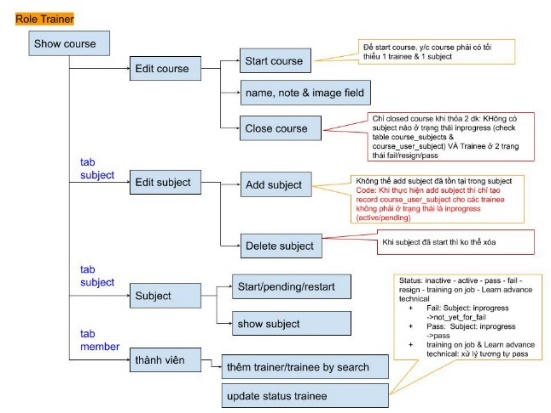 Role Trainer
Show course
Edit course
Start course
Để start course, y/c course phải có tối
thiểu 1 trainee & 1 subject
name, note & image field
Close course
Chỉ closed course khi thỏa 2 dk: KHông có
subject nào ở trạng thái inprogress (check
table course_subjects &
course_user_subject) VÀ Trainee ở 2 trạng
thái fail/resign/pass
tab
subject
Edit subject
Add subject
Không thể add subject đã tồn tại trong subject
Code: Khi thực hiện add subject thì chỉ tạo
record course_user_subject cho các trainee
không phải ở trạng thái là inprogress
(active/pending)
Delete subject
Khi subject đã start thì ko thể xóa
tab
subject
Subject
Start/pending/restart
show subject
Status: inactive - active - pass - fail -
resign - training on job - Learn advance
technical
+ Fail: Subject: inprogress
->not_yet_for_fail
+ Pass: Subject: inprogress
->pass
+ training on job & Learn advance
technical: xử lý tương tự pass
tab
member
thành viên
thêm trainer/trainee by search
update status trainee